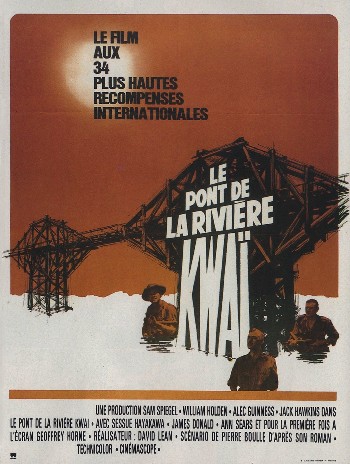 LE FILM
AUX
34
PLUS HAUTES
RECOMPENSES
INTERNATIONALES
LE
PONT DE
LA RIVIÈRE
KWAÏ
UNE PRODUCTION SAM SPIEGEL • WILLIAM HOLDEN • ALEC GUINNESS • JACK HAWKINS DANS
LE PONT DE LA RIVIÈRE KWAI • AVEC SESSUE HAYAKAWA • JAMES DONALD • ANN SEARS ET POUR LA PREMIÈRE FOIS A
L'ÉCRAN GEOFFREY HORNE • RÉALISATEUR : DAVID LEAN • SCÉNARIO DE PIERRE BOULLE D'APRÈS SON ROMAN •
TECHNICOLOR • CINÉMASCOPE •